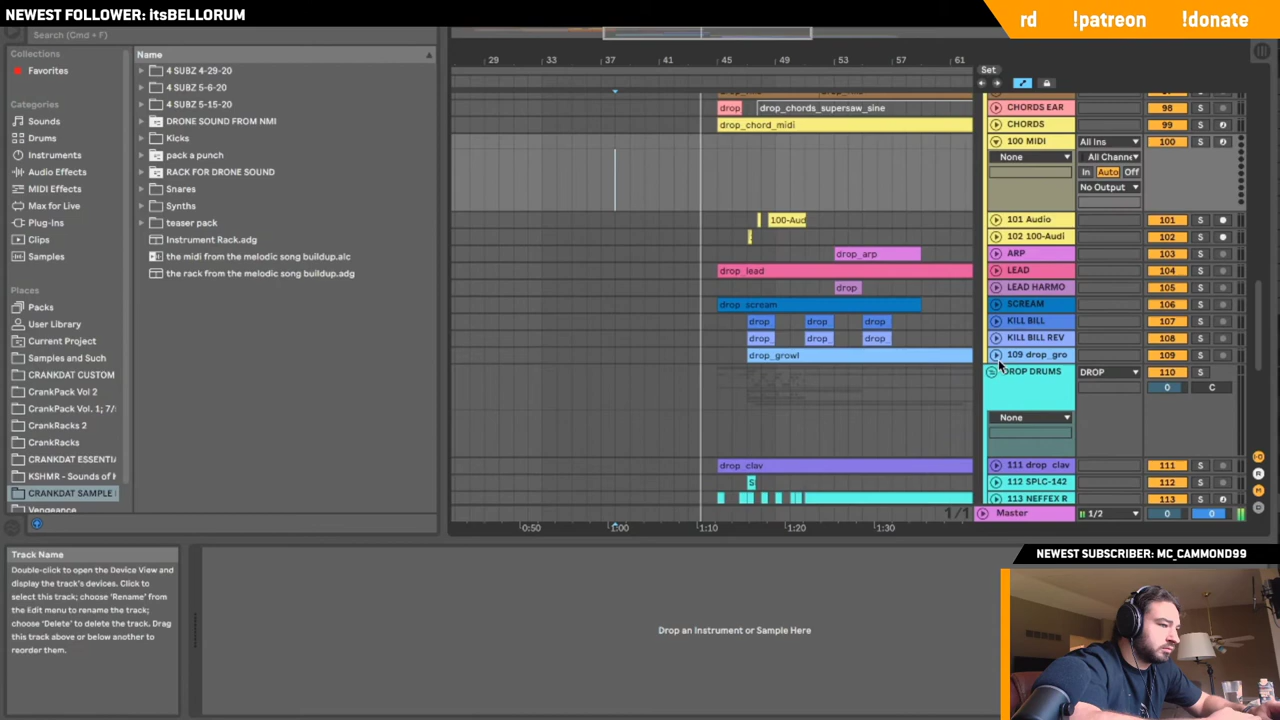 NEWEST FOLLOWER: itsBELLORUM
rd !patreon !donate
Search (Cmd + F)
Collections
Favorites
Categories
Sounds
Drums
Instruments
Audio Effects
MIDI Effects
Max for Live
Plug-Ins
Clips
Samples
Places
Packs
User Library
Current Project
Samples and Such
CRANKDAT CUSTOM
CrankPack Vol 2
CrankPack Vol. 1; 7/
CrankRacks 2
CrankRacks
CRANKDAT ESSENTI
KSHMR - Sounds of
CRANKDAT SAMPLE
Vengeance
Name
4 SUBZ 4-29-20
4 SUBZ 5-6-20
4 SUBZ 5-15-20
DRONE SOUND FROM NMI
Kicks
pack a punch
RACK FOR DRONE SOUND
Snares
Synths
teaser pack
Instrument Rack.adg
the midi from the melodic song buildup.alc
the rack from the melodic song buildup.adg
29 33 37 41 45 49 53 57 61
Set
drop drop_chords_supersaw_sine CHORDS EAR 98 S
drop_chord_midi CHORDS 99 S
100 MIDI All Ins 100 S
None All Channe
In Auto Off
No Output
100-Aud 101 Audio 101 S
102 100-Audi 102 S
drop_arp ARP 103 S
drop_lead LEAD 104 S
drop LEAD HARMO 105 S
drop_scream SCREAM 106 S
drop drop drop KILL BILL 107 S
drop_ drop_ drop_ KILL BILL REV 108 S
drop_growl 109 drop_gro 109 S
DROP DRUMS DROP 110 S
0 C
None
drop_clav 111 drop_clav 111 S
S 112 SPLC-142 112 S
113 NEFFEX R 113 S
1/1 Master 1/2 0 0
0:50 1:00 1:10 1:20 1:30
Track Name
Double-click to open the Device View and
display the track's devices. Click to
select this track; choose 'Rename' from
the Edit menu to rename the track;
choose 'Delete' to delete the track. Drag
this track above or below another to
reorder them.
Drop an Instrument or Sample Here
NEWEST SUBSCRIBER: MC_CAMMOND99